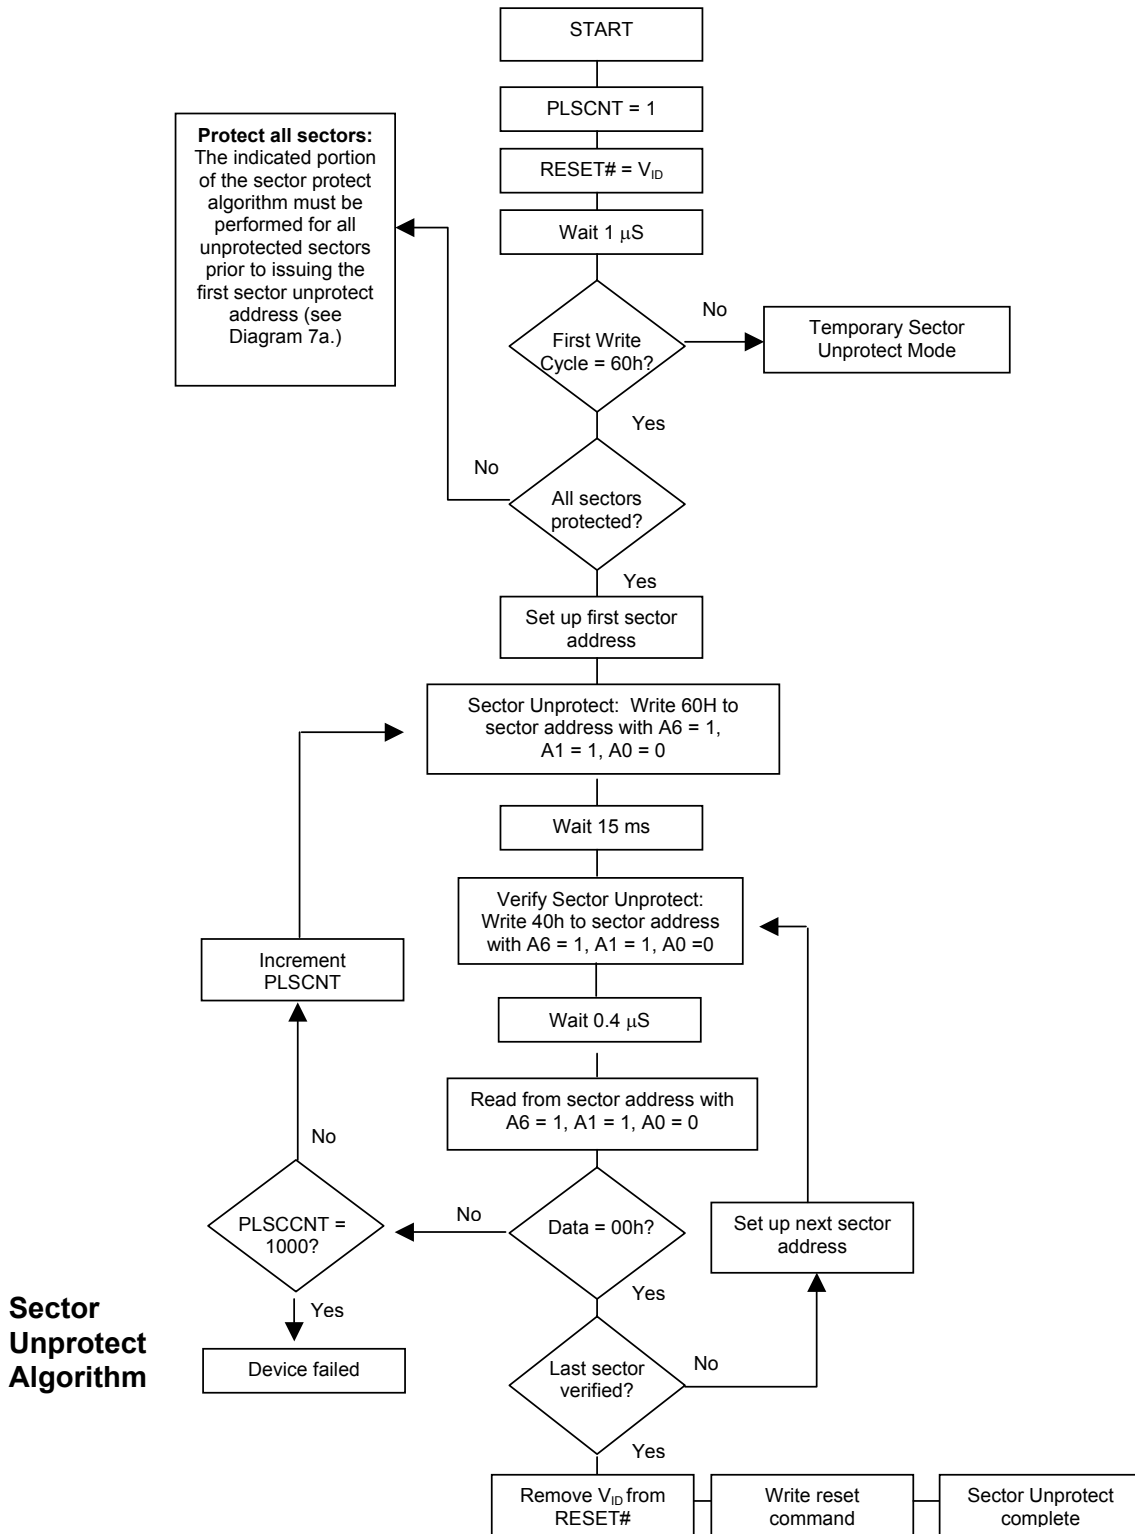 START
PLSCNT = 1
Protect all sectors:
The indicated portion
of the sector protect
algorithm must be
performed for all
unprotected sectors
prior to issuing the
first sector unprotect
address (see
Diagram 7a.)
RESET# = VID
Wait 1 μS
First Write
Cycle = 60h?
No
Temporary Sector
Unprotect Mode
Yes
No
All sectors
protected?
Yes
Set up first sector
address
Sector Unprotect: Write 60H to
sector address with A6 = 1,
A1 = 1, A0 = 0
Wait 15 ms
Verify Sector Unprotect:
Write 40h to sector address
with A6 = 1, A1 = 1, A0 =0
Increment
PLSCNT
Wait 0.4 μS
Read from sector address with
A6 = 1, A1 = 1, A0 = 0
No
PLSCCNT =
1000?
No
Data = 00h?
Set up next sector
address
Yes
Yes
Sector
Unprotect
Algorithm
Device failed
Last sector
verified?
No
Yes
Remove VID from
RESET#
Write reset
command
Sector Unprotect
complete